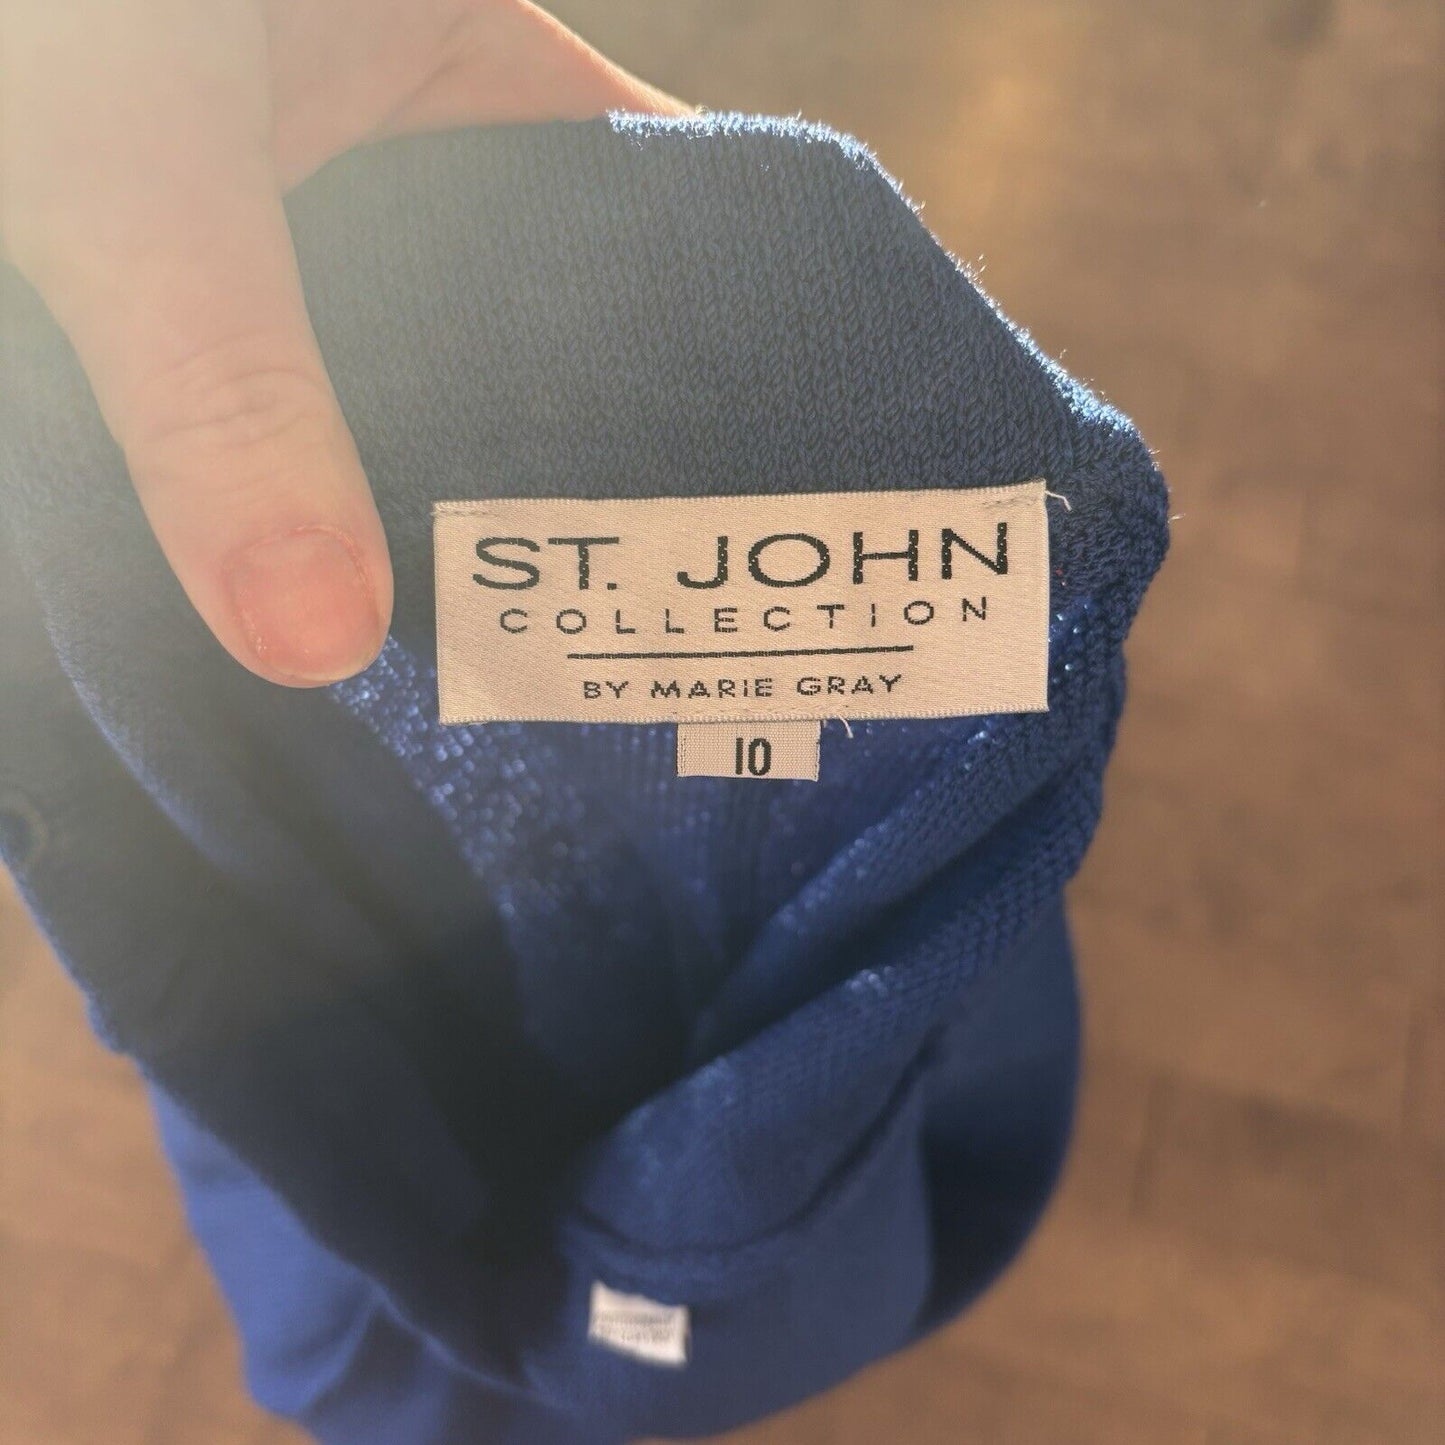 ST. JOHN
COLLECTION
BY MARIE GRAY
10